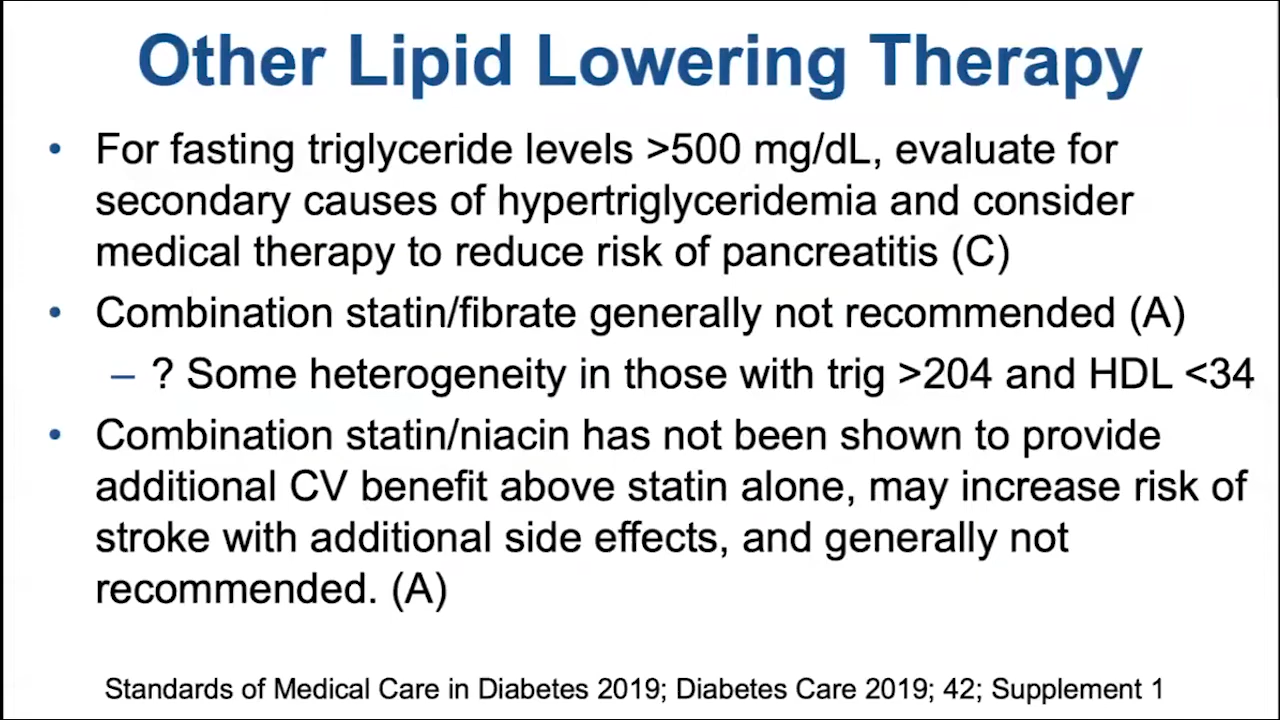 Other Lipid Lowering Therapy
• For fasting triglyceride levels >500 mg/dL, evaluate for
secondary causes of hypertriglyceridemia and consider
medical therapy to reduce risk of pancreatitis (C)
• Combination statin/fibrate generally not recommended (A)
– ? Some heterogeneity in those with trig >204 and HDL <34
• Combination statin/niacin has not been shown to provide
additional CV benefit above statin alone, may increase risk of
stroke with additional side effects, and generally not
recommended. (A)
Standards of Medical Care in Diabetes 2019; Diabetes Care 2019; 42; Supplement 1